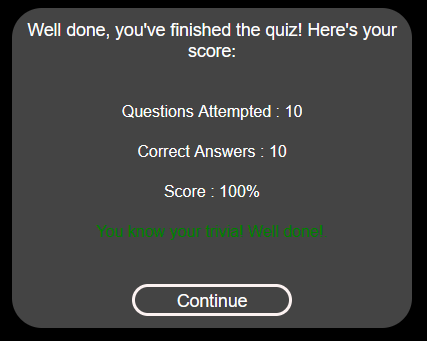 Well done, you've finished the quiz! Here's your
score:
Questions Attempted : 10
Correct Answers : 10
Score : 100%
You know your trivia! Well done!
Continue